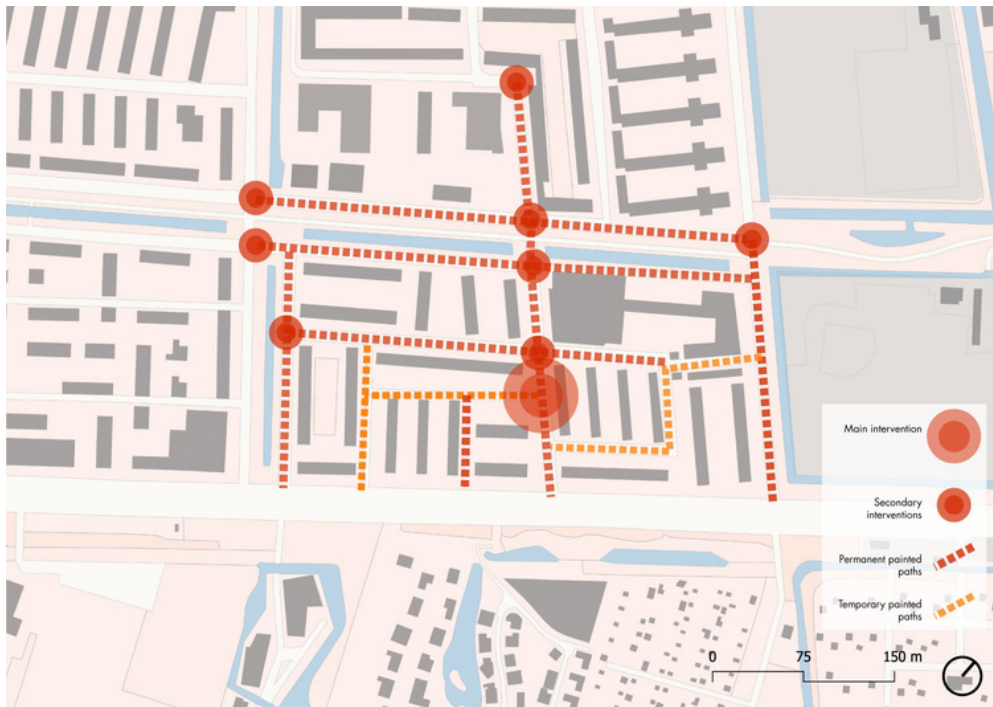 Main intervention
Secondary
interventions
Permanent painted
paths
Temporary painted
paths
0 75 150 m